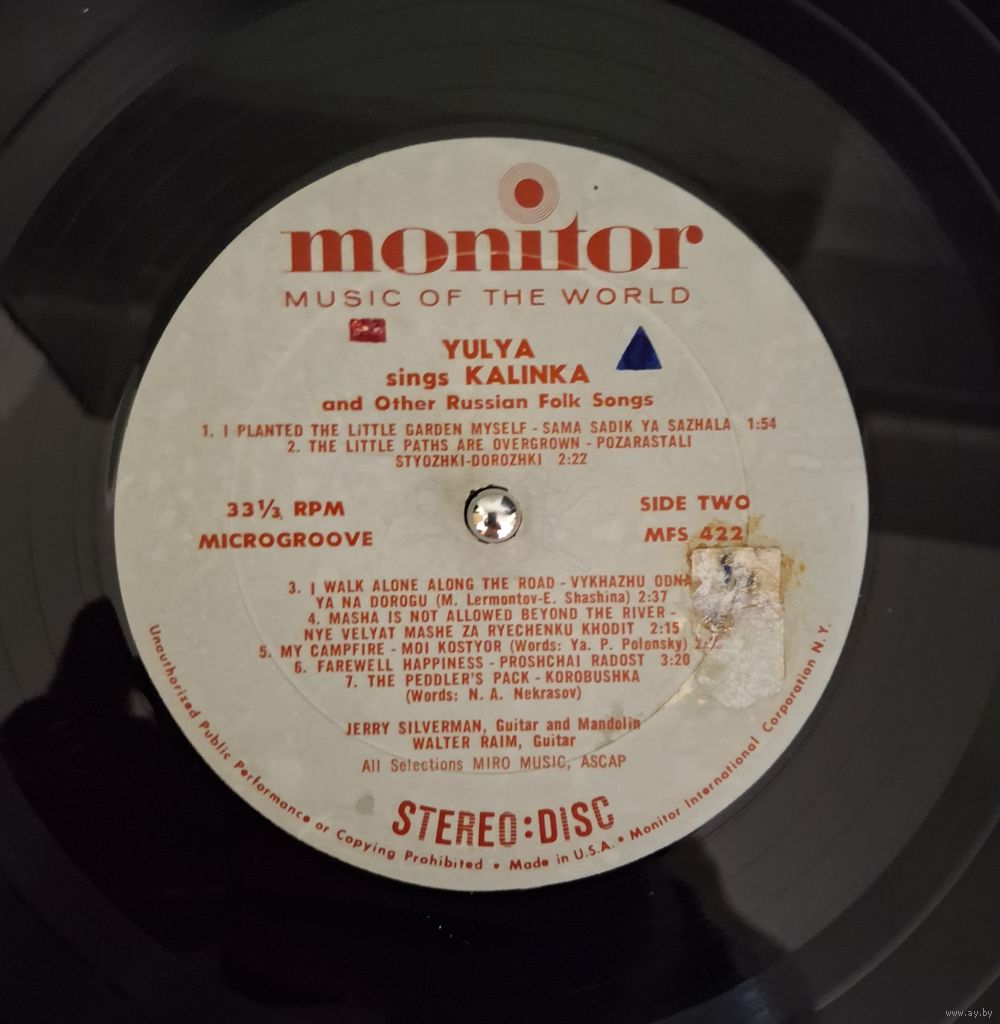 monitor
MUSIC OF THE WORLD
YULYA
sings KALINKA
and Other Russian Folk Songs
1. I PLANTED THE LITTLE GARDEN MYSELF - SAMA SADIK YA SAZHALA 1:54
2. THE LITTLE PATHS ARE OVERGROWN - POZARASTALI
STYOZHKI-DOROZHKI 2:22
33⅓ RPM
MICROGROOVE
SIDE TWO
MFS 422
3. I WALK ALONE ALONG THE ROAD - VYKHAZHU ODNA
YA NA DOROGU (M. Lermontov-E. Shashina) 2:37
4. MASHA IS NOT ALLOWED BEYOND THE RIVER -
NYE VELYAT MASHE ZA RYECHENKU KHODIT 2:15
5. MY CAMPFIRE - MOI KOSTYOR (Words: Ya. P. Polonsky)
6. FAREWELL HAPPINESS - PROSHCHAI RADOST 3:20
7. THE PEDDLER'S PACK - KOROBUSHKA
(Words: N. A. Nekrasov)
JERRY SILVERMAN, Guitar and Mandolin
WALTER RAIM, Guitar
All Selections MIRO MUSIC, ASCAP
STEREO:DISC
Unauthorized Public Performance or Copying Prohibited • Made in U.S.A. • Monitor International Corporation N. Y.
www.ay.by